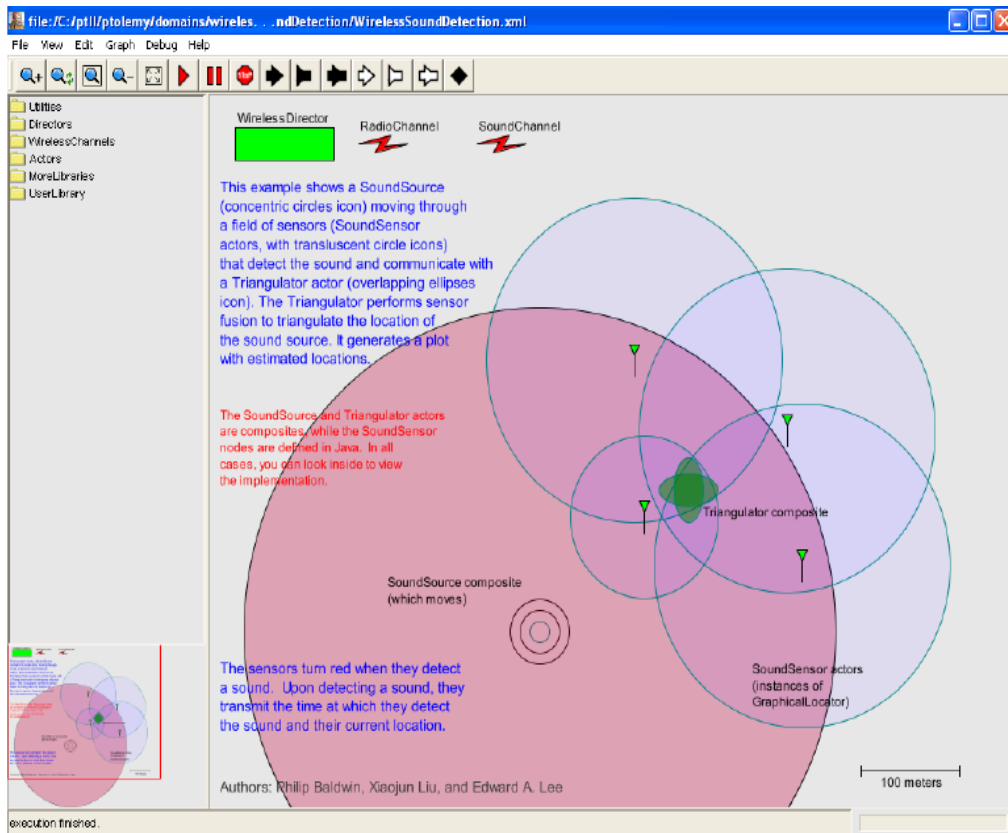 file:/C:/ptII/ptolemy/domains/wireles. . .ndDetection/WirelessSoundDetection.xml
File View Edit Graph Debug Help
STOP
Utilities
Directors
WirelessChannels
Actors
MoreLibraries
UserLibrary
WirelessDirector
RadioChannel
SoundChannel
This example shows a SoundSource
(concentric circles icon) moving through
a field of sensors (SoundSensor
actors, with transluscent circle icons)
that detect the sound and communicate with
a Triangulator actor (overlapping ellipses
icon). The Triangulator performs sensor
fusion to triangulate the location of
the sound source. It generates a plot
with estimated locations.
The SoundSource and Triangulator actors
are composites, while the SoundSensor
nodes are defined in Java. In all
cases, you can look inside to view
the implementation.
Triangulator composite
SoundSource composite
(which moves)
The sensors turn red when they detect
a sound. Upon detecting a sound, they
transmit the time at which they detect
the sound and their current location.
SoundSensor actors
(instances of
GraphicalLocator)
100 meters
Authors: Philip Baldwin, Xiaojun Liu, and Edward A. Lee
execution finished.